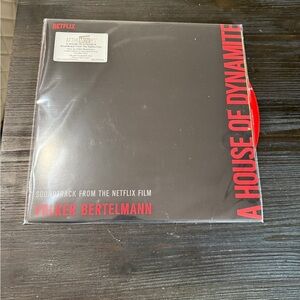 NETFLIX
SOUNDTRACK FROM THE NETFLIX FILM
VOLKER BERTELMANN
A HOUSE OF DYNAMITE